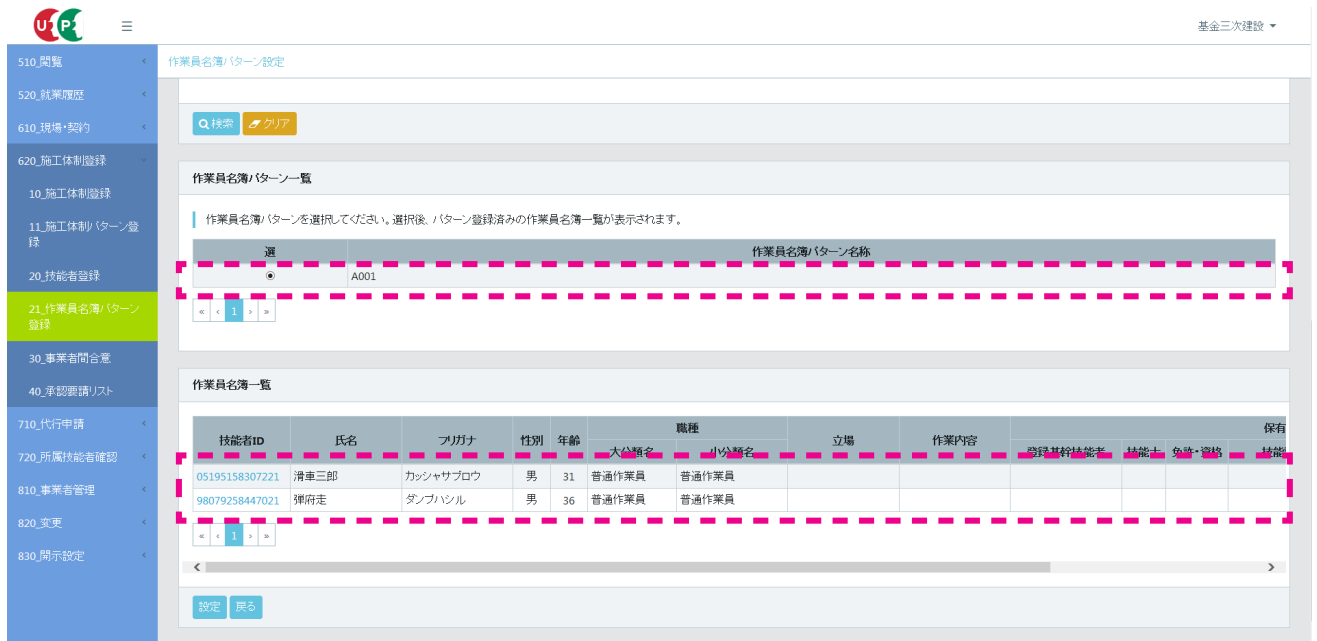 UP
基金三次建設
510_閲覧
520_就業履歴
610_現場・契約
620_施工体制登録
10_施工体制登録
11_施工体制パターン登
録
20_技能者登録
21_作業員名簿パターン
登録
30_事業者間合意
40_承認要請リスト
710_代行申請
720_所属技能者確認
810_事業者管理
820_変更
830_開示設定
作業員名簿パターン設定
検索 クリア
作業員名簿パターン一覧
作業員名簿パターンを選択してください。選択後、パターン登録済みの作業員名簿一覧が表示されます。
選 作業員名簿パターン名称
A001
« ‹ 1 › »
作業員名簿一覧
職種 保有
技能者ID 氏名 フリガナ 性別 年齢 立場 作業内容
大分類名 小分類名 登録基幹技能者 技能士 免許・資格 技能
05195158307221 滑車三郎 カッシャサブロウ 男 31 普通作業員 普通作業員
98079258447021 弾府走 ダンプハシル 男 36 普通作業員 普通作業員
« ‹ 1 › »
設定 戻る